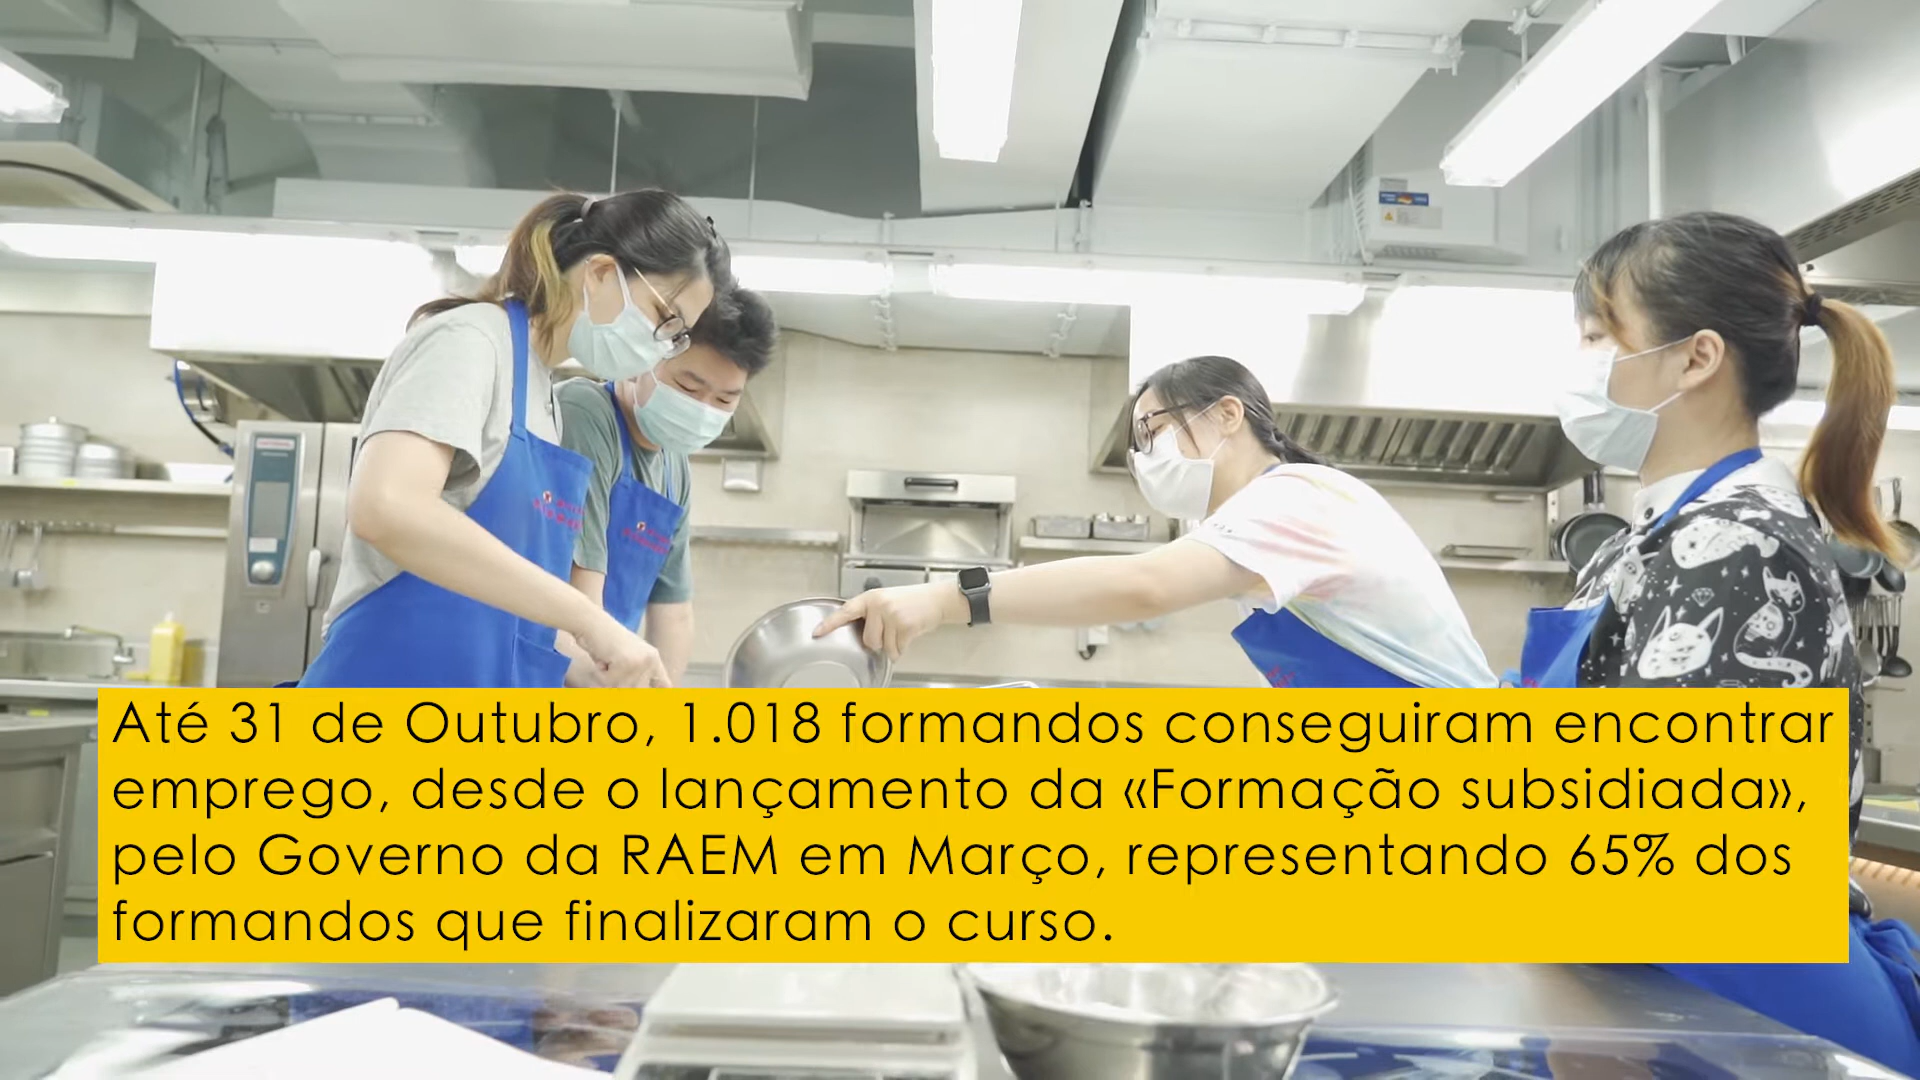 Até 31 de Outubro, 1.018 formandos conseguiram encontrar
emprego, desde o lançamento da «Formação subsidiada»,
pelo Governo da RAEM em Março, representando 65% dos
formandos que finalizaram o curso.